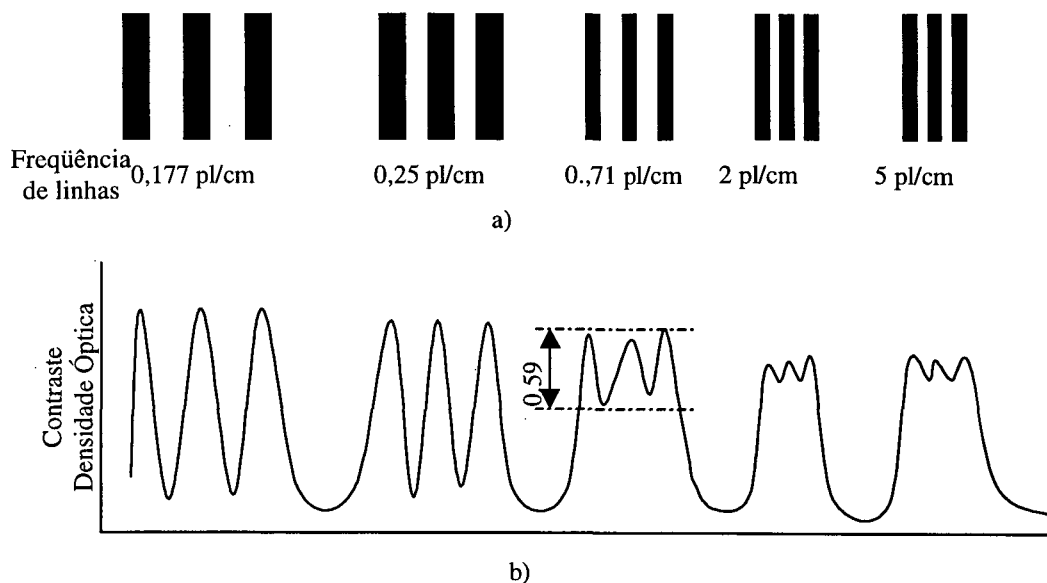 Freqüência
de linhas
0,177 pl/cm
0,25 pl/cm
0.,71 pl/cm
2 pl/cm
5 pl/cm
a)
Contraste
Densidade Óptica
0.59
b)